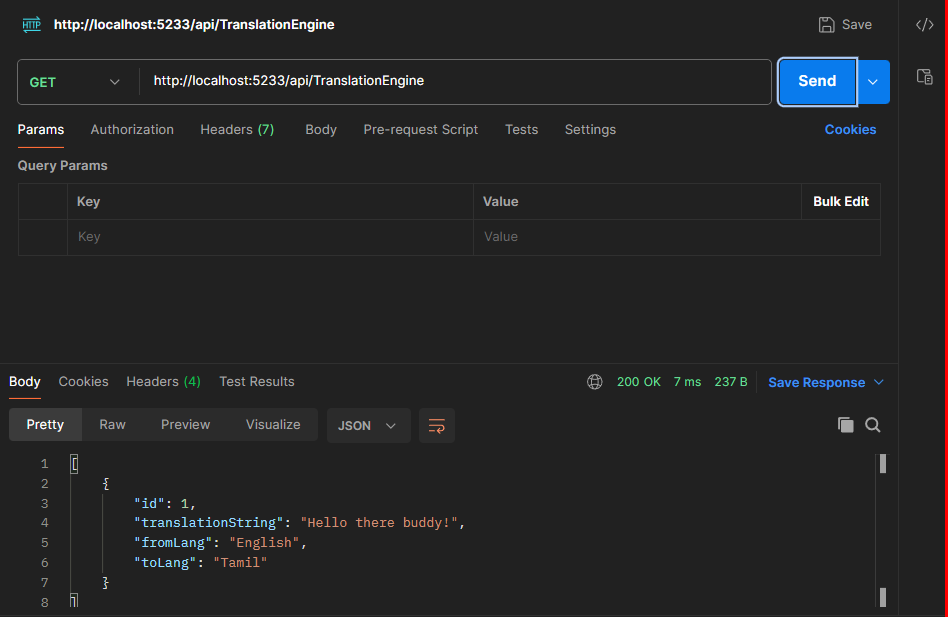 HTTP http://localhost:5233/api/TranslationEngine Save
GET http://localhost:5233/api/TranslationEngine Send
Params Authorization Headers (7) Body Pre-request Script Tests Settings Cookies
Query Params
Key Value Bulk Edit
Key Value
Body Cookies Headers (4) Test Results 200 OK 7 ms 237 B Save Response
Pretty Raw Preview Visualize JSON
1 [
2 {
3 "id": 1,
4 "translationString": "Hello there buddy!",
5 "fromLang": "English",
6 "toLang": "Tamil"
7 }
8 ]